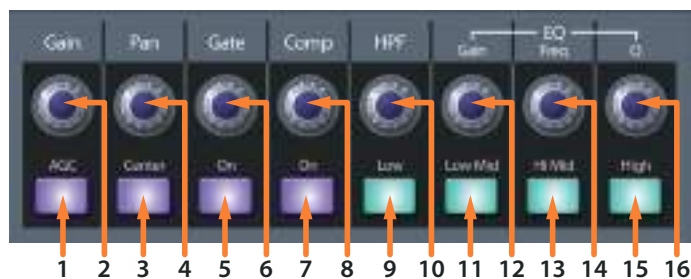 EQ
Gain Pan Gate Comp HPF Gain Freq Q
AGC Center On On Low Low Mid Hi Mid High
1 2 3 4 5 6 7 8 9 10 11 12 13 14 15 16